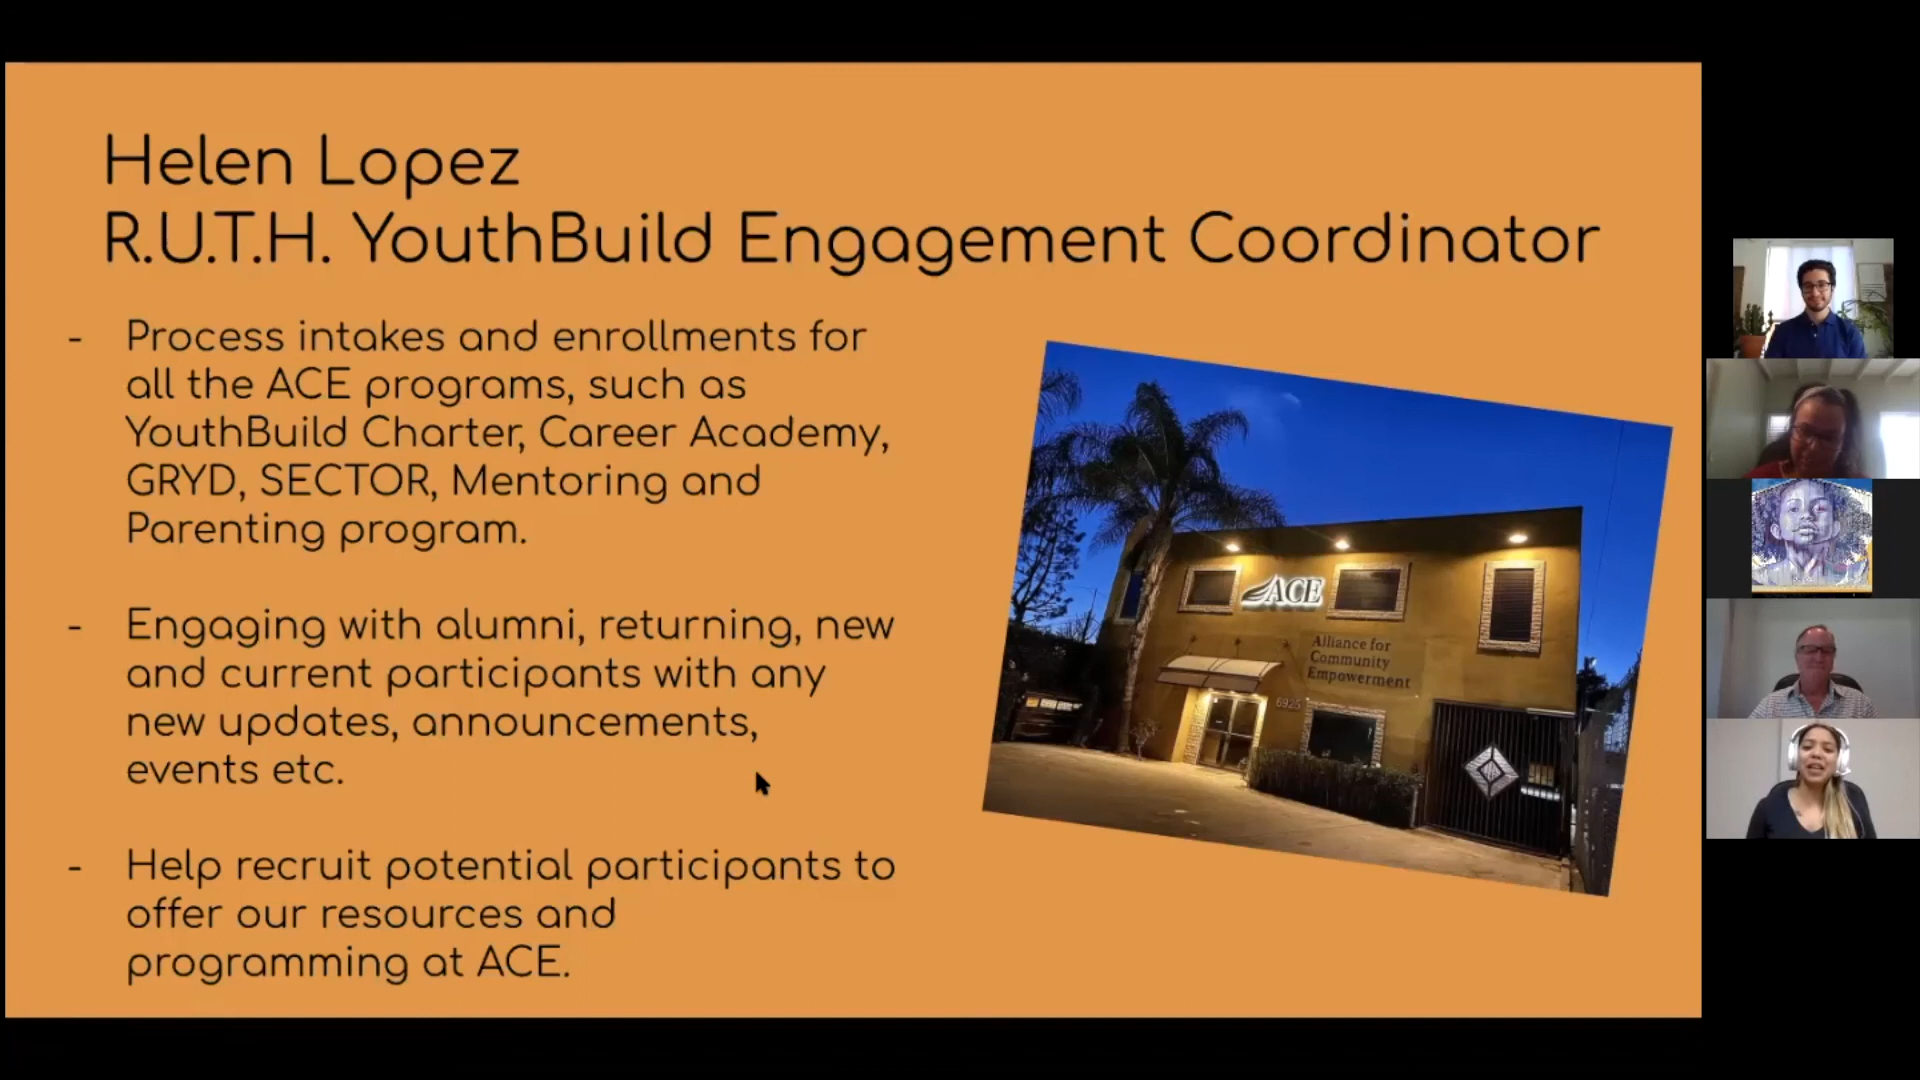 Helen Lopez
R.U.T.H. YouthBuild Engagement Coordinator
- Process intakes and enrollments for
all the ACE programs, such as
YouthBuild Charter, Career Academy,
GRYD, SECTOR, Mentoring and
Parenting program.
- Engaging with alumni, returning, new
and current participants with any
new updates, announcements,
events etc.
- Help recruit potential participants to
offer our resources and
programming at ACE.
ACE
Alliance for
Community
Empowerment
6925